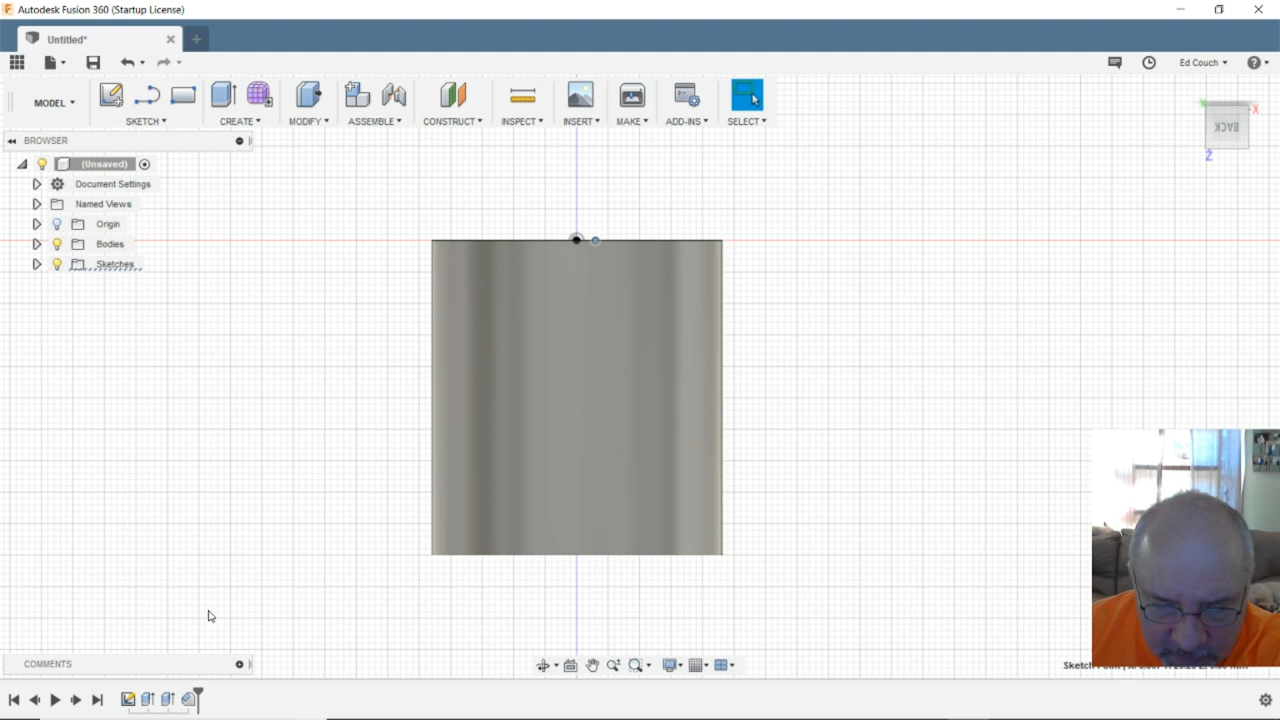 Autodesk Fusion 360 (Startup License)
Untitled*
Ed Couch
MODEL
SKETCH
CREATE
MODIFY
ASSEMBLE
CONSTRUCT
INSPECT
INSERT
MAKE
ADD-INS
SELECT
BROWSER
(Unsaved)
Document Settings
Named Views
Origin
Bodies
Sketches
BACK
X
Y
Z
COMMENTS